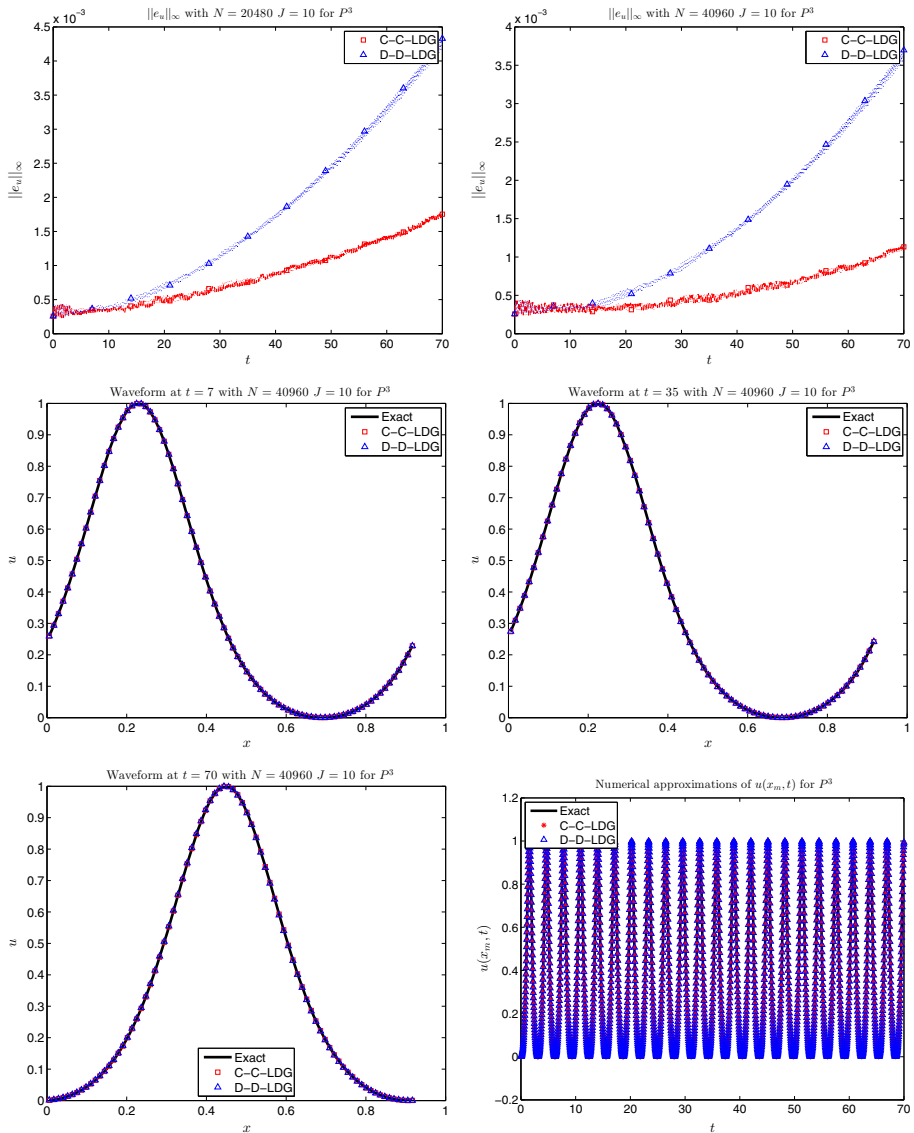 ||e_u||_∞ with N = 20480 J = 10 for P^3
× 10^−3
4.5
4
3.5
3
2.5
2
1.5
1
0.5
0
||e_u||_∞
0 10 20 30 40 50 60 70
t
C−C−LDG
D−D−LDG
||e_u||_∞ with N = 40960 J = 10 for P^3
× 10^−3
4
3.5
3
2.5
2
1.5
1
0.5
0
||e_u||_∞
0 10 20 30 40 50 60 70
t
C−C−LDG
D−D−LDG
Waveform at t = 7 with N = 40960 J = 10 for P^3
1
0.9
0.8
0.7
0.6
0.5
0.4
0.3
0.2
0.1
0
u
0 0.2 0.4 0.6 0.8 1
x
Exact
C−C−LDG
D−D−LDG
Waveform at t = 35 with N = 40960 J = 10 for P^3
1
0.9
0.8
0.7
0.6
0.5
0.4
0.3
0.2
0.1
0
u
0 0.2 0.4 0.6 0.8 1
x
Exact
C−C−LDG
D−D−LDG
Waveform at t = 70 with N = 40960 J = 10 for P^3
1
0.9
0.8
0.7
0.6
0.5
0.4
0.3
0.2
0.1
0
u
0 0.2 0.4 0.6 0.8 1
x
Exact
C−C−LDG
D−D−LDG
Numerical approximations of u(x_m, t) for P^3
1.2
1
0.8
0.6
0.4
0.2
0
−0.2
u(x_m, t)
0 10 20 30 40 50 60 70
t
Exact
C−C−LDG
D−D−LDG